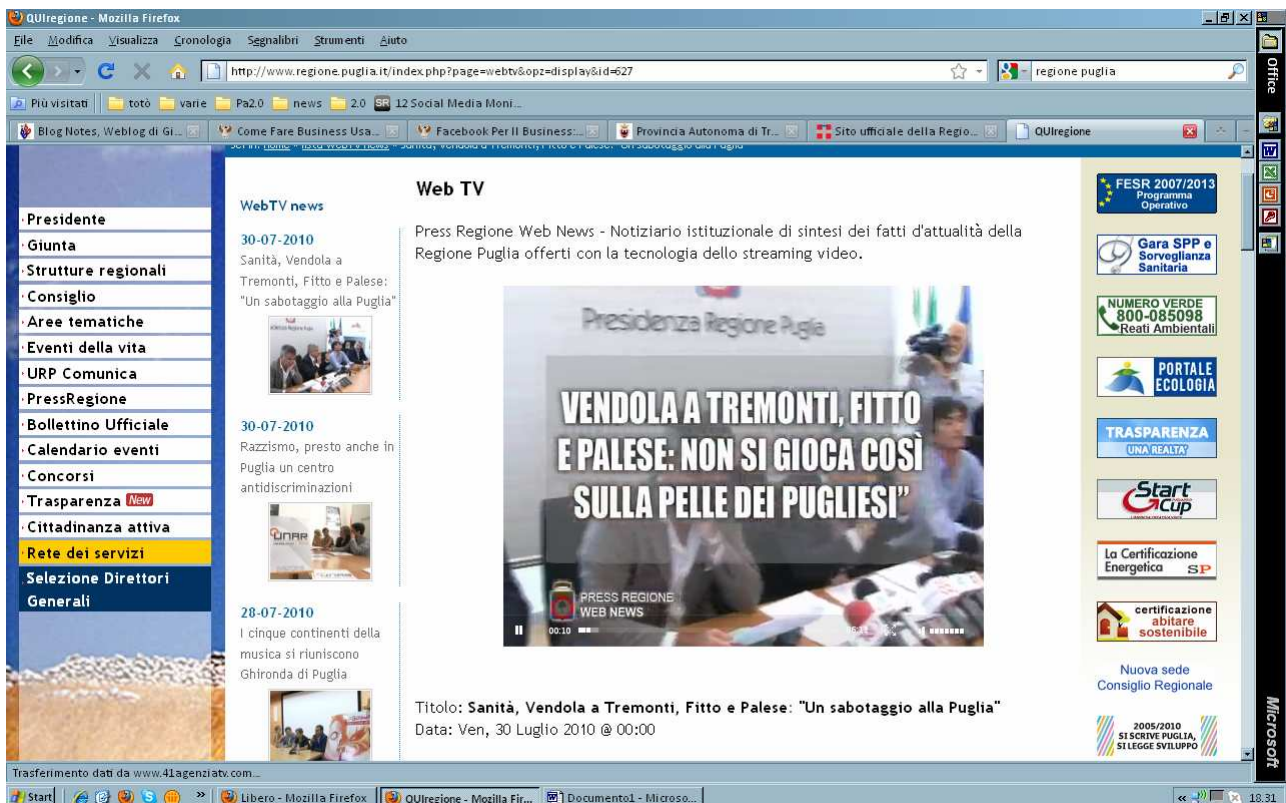 QUIregione - Mozilla Firefox
File Modifica Visualizza Cronologia Segnalibri Strumenti Aiuto
http://www.regione.puglia.it/index.php?page=webtv&opz=display&id=627
regione puglia
Più visitati totò varie Pa2.0 news 2.0 SR 12 Social Media Moni...
Blog Notes, Weblog di Gi... Come Fare Business Usa... Facebook Per Il Business:... Provincia Autonoma di Tr... Sito ufficiale della Regio... QUIregione
Presidente
Giunta
Strutture regionali
Consiglio
Aree tematiche
Eventi della vita
URP Comunica
PressRegione
Bollettino Ufficiale
Calendario eventi
Concorsi
Trasparenza New
Cittadinanza attiva
Rete dei servizi
Selezione Direttori
Generali
WebTV news
30-07-2010
Sanità, Vendola a
Tremonti, Fitto e Palese:
"Un sabotaggio alla Puglia"
30-07-2010
Razzismo, presto anche in
Puglia un centro
antidiscriminazioni
UNAR
28-07-2010
I cinque continenti della
musica si riuniscono
Ghironda di Puglia
Web TV
Press Regione Web News - Notiziario istituzionale di sintesi dei fatti d'attualità della
Regione Puglia offerti con la tecnologia dello streaming video.
Presidenza Regione Puglia
VENDOLA A TREMONTI, FITTO
E PALESE: NON SI GIOCA COSÌ
SULLA PELLE DEI PUGLIESI”
PRESS REGIONE
WEB NEWS
00:10
Titolo: Sanità, Vendola a Tremonti, Fitto e Palese: "Un sabotaggio alla Puglia"
Data: Ven, 30 Luglio 2010 @ 00:00
FESR 2007/2013
Programma
Operativo
Gara SPP e
Sorveglianza
Sanitaria
NUMERO VERDE
800-085098
Reati Ambientali
PORTALE
ECOLOGIA
TRASPARENZA
UNA REALTA'
Start
Cup
La Certificazione
Energetica SP
certificazione
abitare
sostenibile
Nuova sede
Consiglio Regionale
2005/2010
SI SCRIVE PUGLIA,
SI LEGGE SVILUPPO
Office
Microsoft
Trasferimento dati da www.41agenziatv.com...
Start Libero - Mozilla Firefox QUIregione - Mozilla Fir... Documento1 - Microso... 18.31